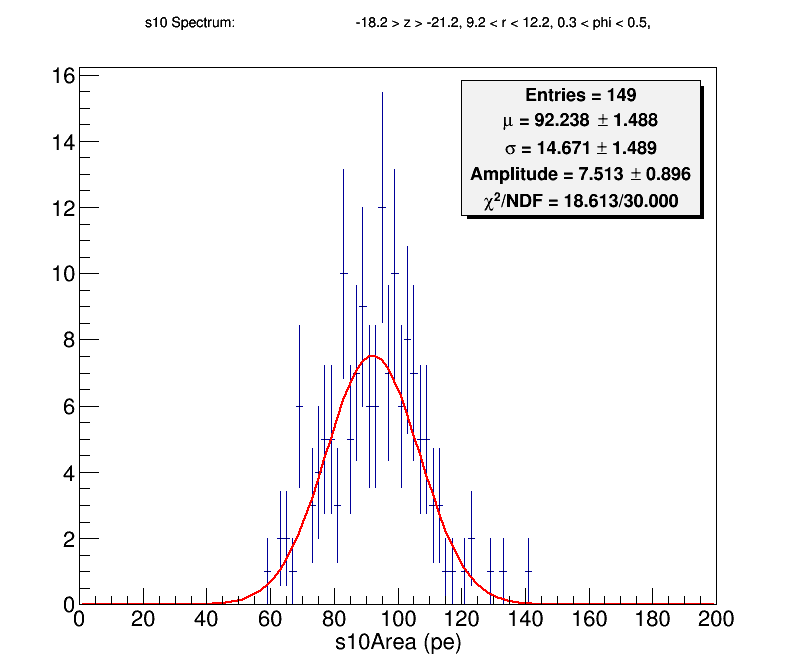 s10 Spectrum: -18.2 > z > -21.2, 9.2 < r < 12.2, 0.3 < phi < 0.5,
Entries = 149
μ = 92.238 ± 1.488
σ = 14.671 ± 1.489
Amplitude = 7.513 ± 0.896
χ²/NDF = 18.613/30.000
16
14
12
10
8
6
4
2
0
0 20 40 60 80 100 120 140 160 180 200
s10Area (pe)